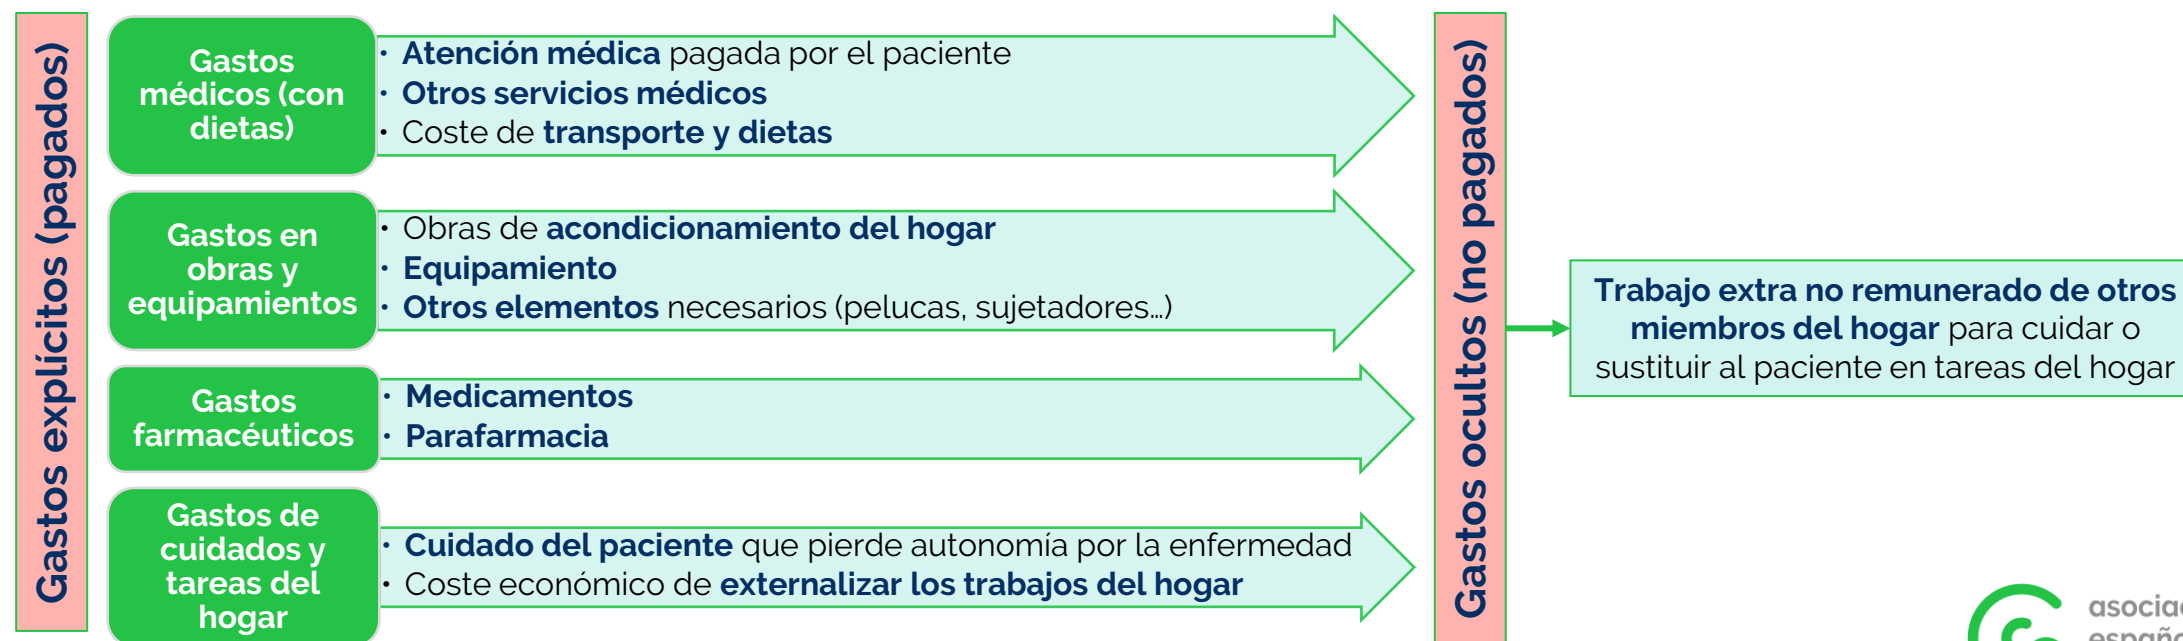 Gastos explícitos (pagados)
Gastos
médicos (con
dietas)
• Atención médica pagada por el paciente
• Otros servicios médicos
• Coste de transporte y dietas
Gastos en
obras y
equipamientos
• Obras de acondicionamiento del hogar
• Equipamiento
• Otros elementos necesarios (pelucas, sujetadores...)
Gastos
farmacéuticos
• Medicamentos
• Parafarmacia
Gastos de
cuidados y
tareas del
hogar
• Cuidado del paciente que pierde autonomía por la enfermedad
• Coste económico de externalizar los trabajos del hogar
Gastos ocultos (no pagados)
Trabajo extra no remunerado de otros
miembros del hogar para cuidar o
sustituir al paciente en tareas del hogar